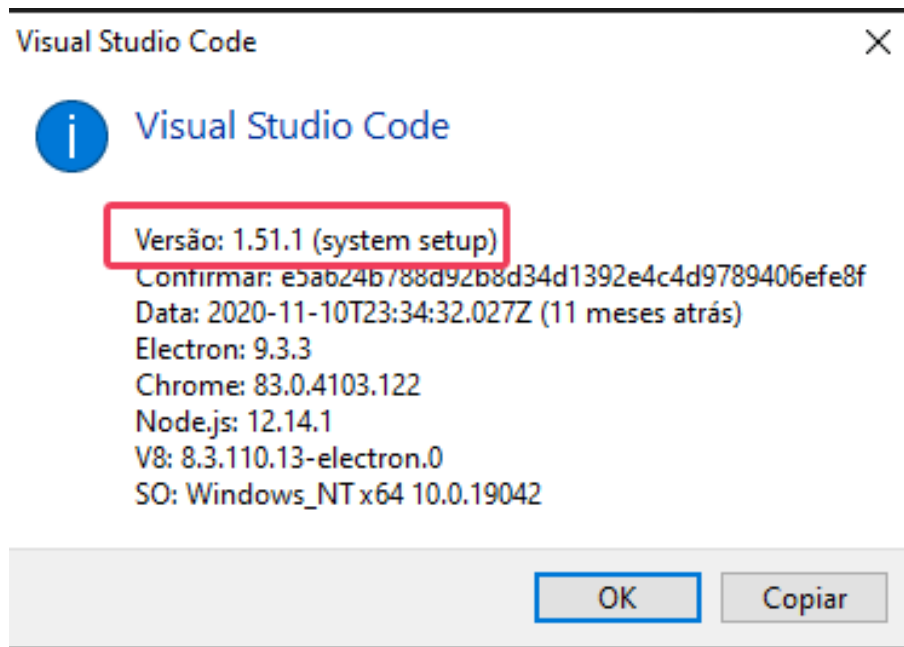 Visual Studio Code
Visual Studio Code
Versão: 1.51.1 (system setup)
Confirmar: e5a624b788d92b8d34d1392e4c4d9789406efe8f
Data: 2020-11-10T23:34:32.027Z (11 meses atrás)
Electron: 9.3.3
Chrome: 83.0.4103.122
Node.js: 12.14.1
V8: 8.3.110.13-electron.0
SO: Windows_NT x64 10.0.19042
OK
Copiar